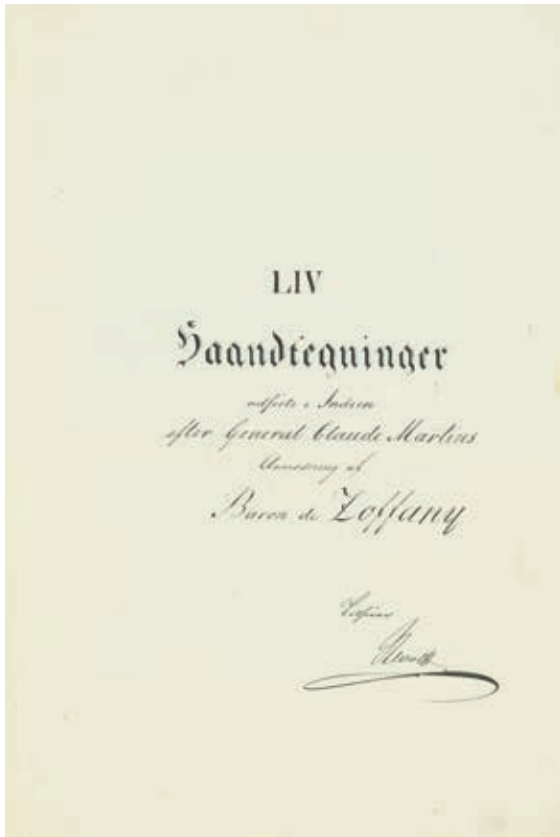 LIV
Haandtegninger
udførte i Indien
efter General Claude Martins
Anmodning af
Baron de Zoffany